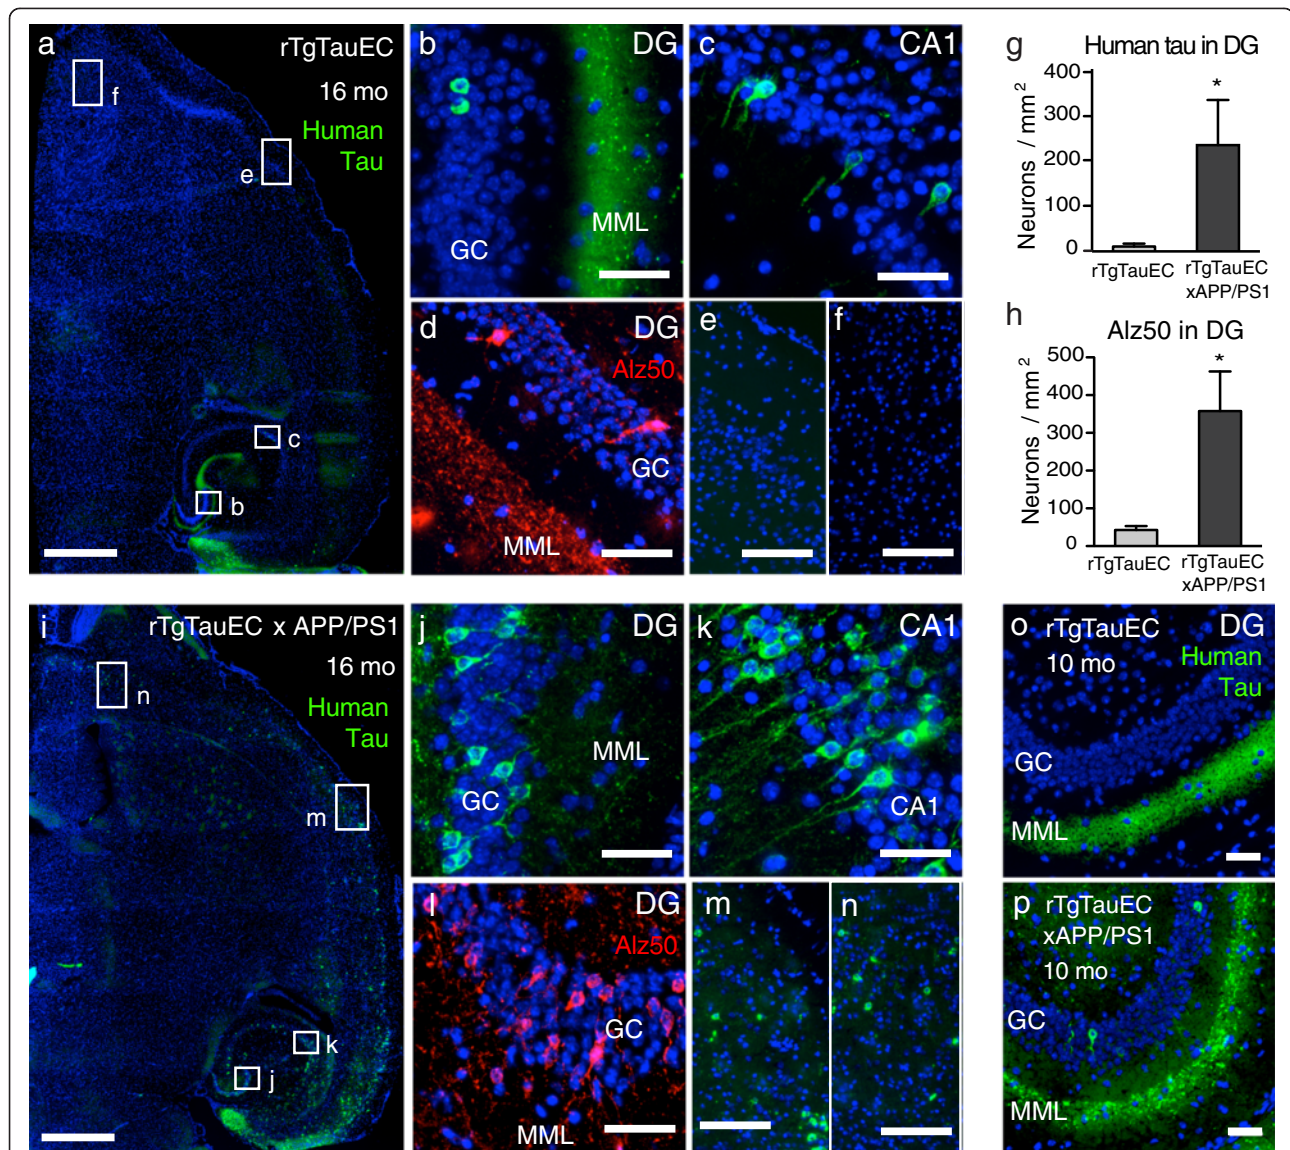 a
rTgTauEC
16 mo
Human
Tau
f
e
c
b
b
DG
GC
MML
c
CA1
d
DG
Alz50
GC
MML
e
f
g
Human tau in DG
Neurons / mm²
400
300
200
100
0
*
rTgTauEC
rTgTauEC
xAPP/PS1
h
Alz50 in DG
Neurons / mm²
500
400
300
200
100
0
*
rTgTauEC
rTgTauEC
xAPP/PS1
i
rTgTauEC x APP/PS1
16 mo
Human
Tau
n
m
k
j
j
DG
MML
GC
k
CA1
CA1
l
DG
Alz50
GC
MML
m
n
o
rTgTauEC
DG
10 mo
Human
Tau
GC
MML
p
rTgTauEC
xAPP/PS1
10 mo
GC
MML